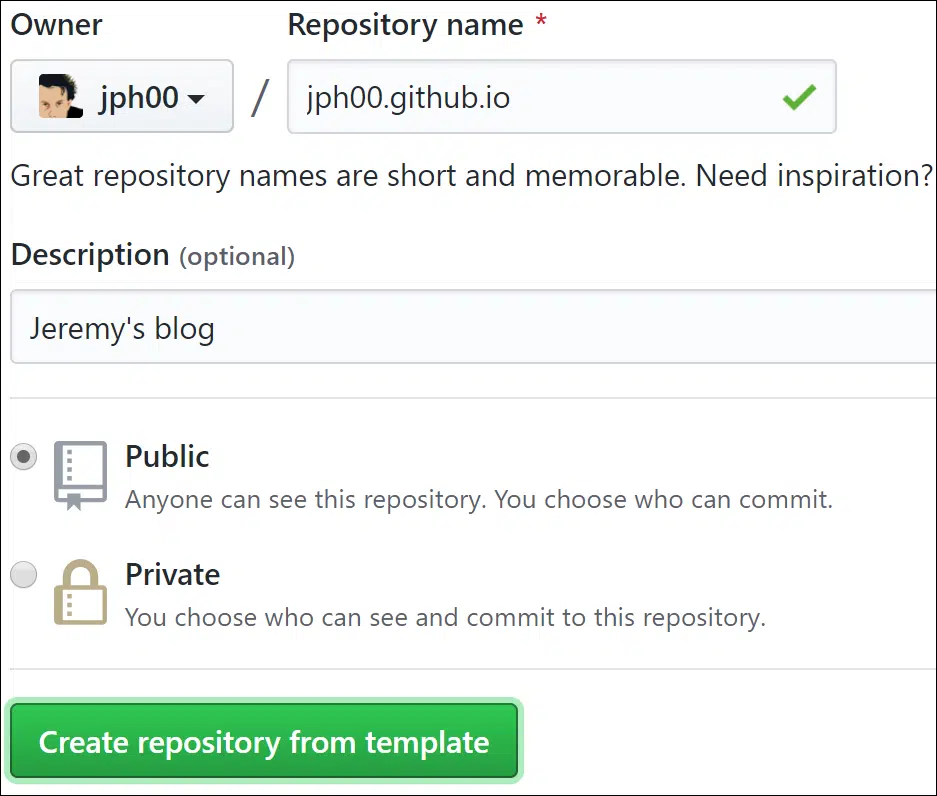 Owner
Repository name *
jph00 / jph00.github.io
Great repository names are short and memorable. Need inspiration?
Description (optional)
Jeremy's blog
Public
Anyone can see this repository. You choose who can commit.
Private
You choose who can see and commit to this repository.
Create repository from template